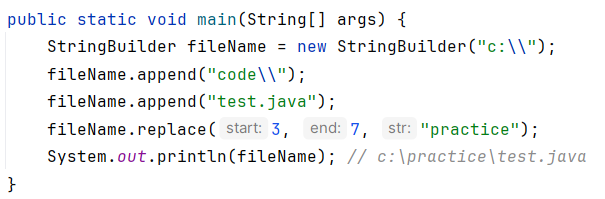 public static void main(String[] args) {
StringBuilder fileName = new StringBuilder("c:\\");
fileName.append("code\\");
fileName.append("test.java");
fileName.replace( start: 3, end: 7, str: "practice");
System.out.println(fileName); // c:\practice\test.java
}